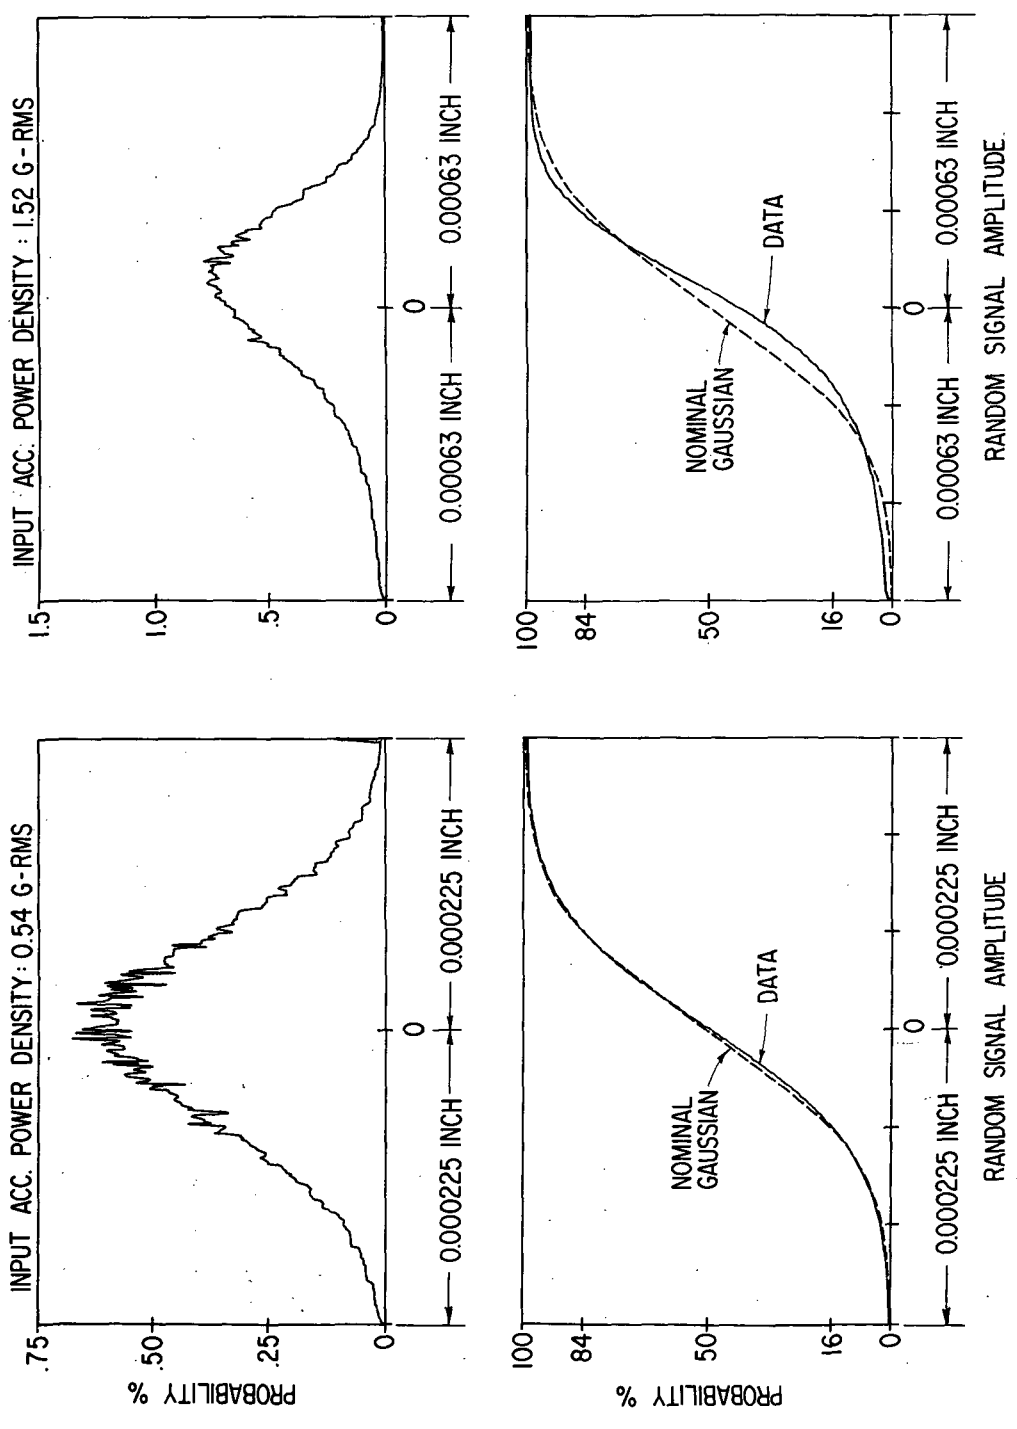 INPUT ACC. POWER DENSITY: 0.54 G-RMS
PROBABILITY %
.75
.50
.25
0
0
0.000225 INCH
0.000225 INCH
PROBABILITY %
100
84
50
16
0
NOMINAL
GAUSSIAN
DATA
0
0.000225 INCH
0.000225 INCH
RANDOM SIGNAL AMPLITUDE
INPUT ACC. POWER DENSITY: 1.52 G-RMS
1.5
1.0
.5
0
0
0.00063 INCH
0.00063 INCH
100
84
50
16
0
NOMINAL
GAUSSIAN
DATA
0
0.00063 INCH
0.00063 INCH
RANDOM SIGNAL AMPLITUDE